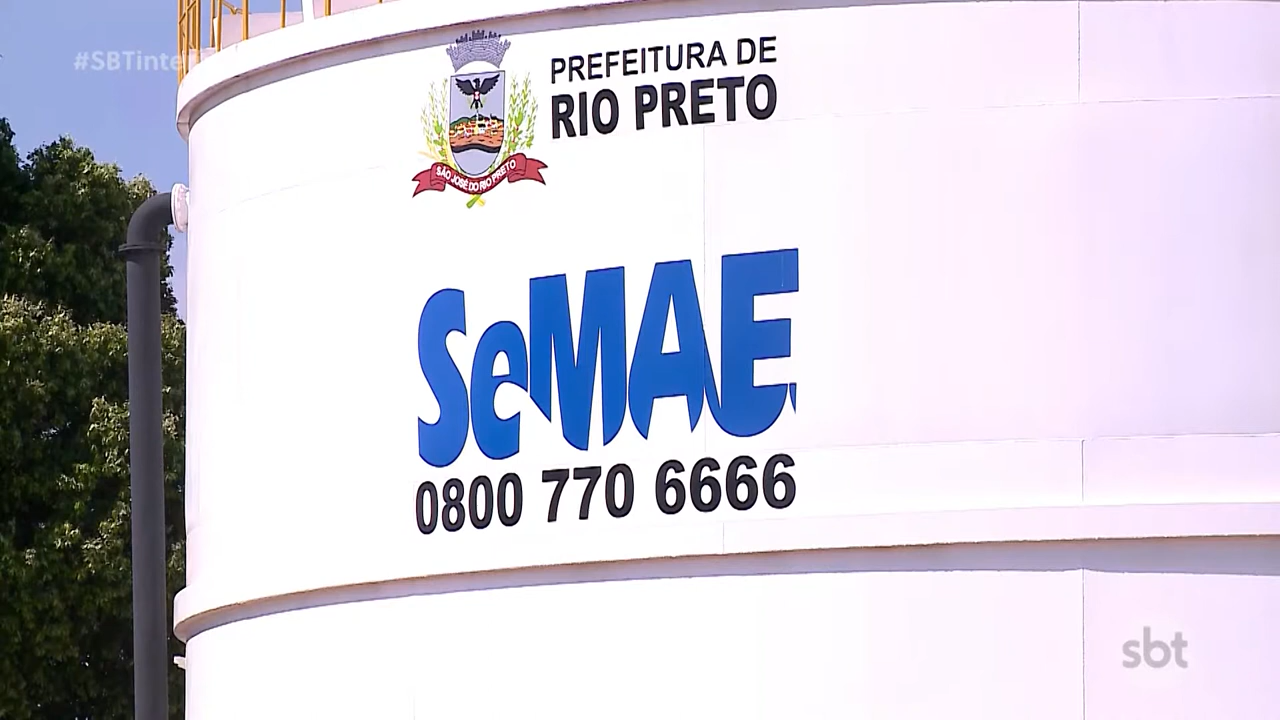 #SBTinte
PREFEITURA DE
RIO PRETO
SÃO JOSÉ DO RIO PRETO
SeMAE
0800 770 6666
sbt